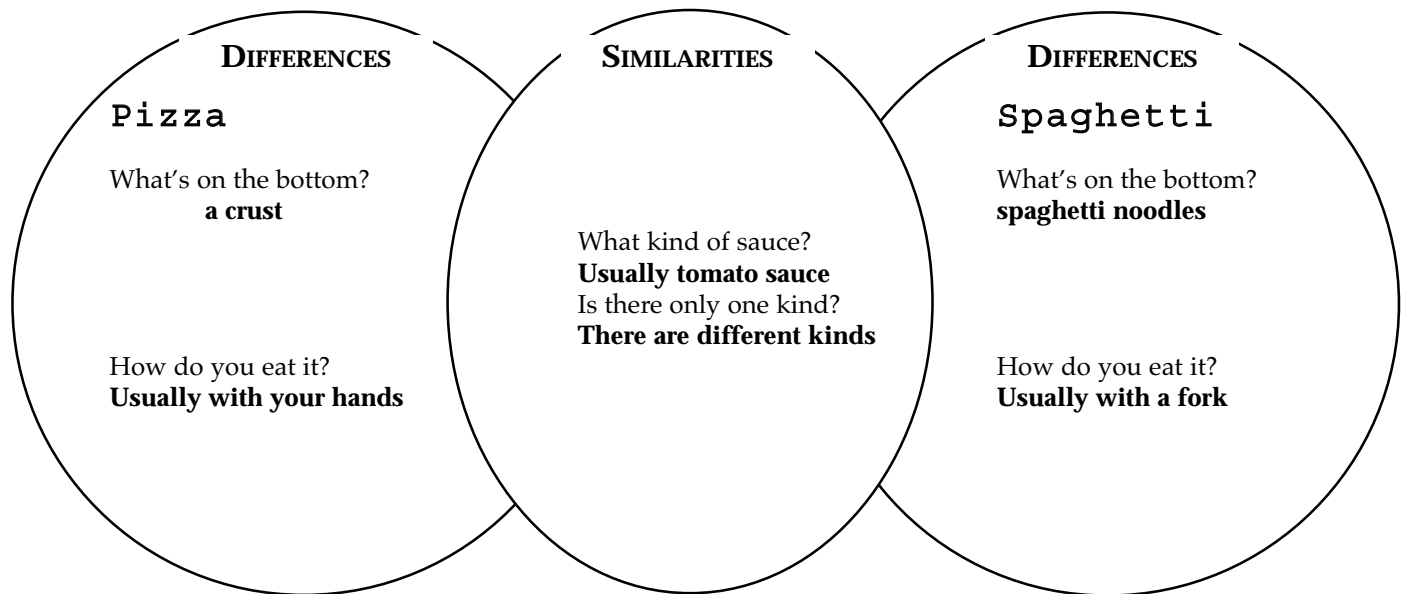 DIFFERENCES
Pizza
What's on the bottom?
a crust
How do you eat it?
Usually with your hands
SIMILARITIES
What kind of sauce?
Usually tomato sauce
Is there only one kind?
There are different kinds
DIFFERENCES
Spaghetti
What's on the bottom?
spaghetti noodles
How do you eat it?
Usually with a fork